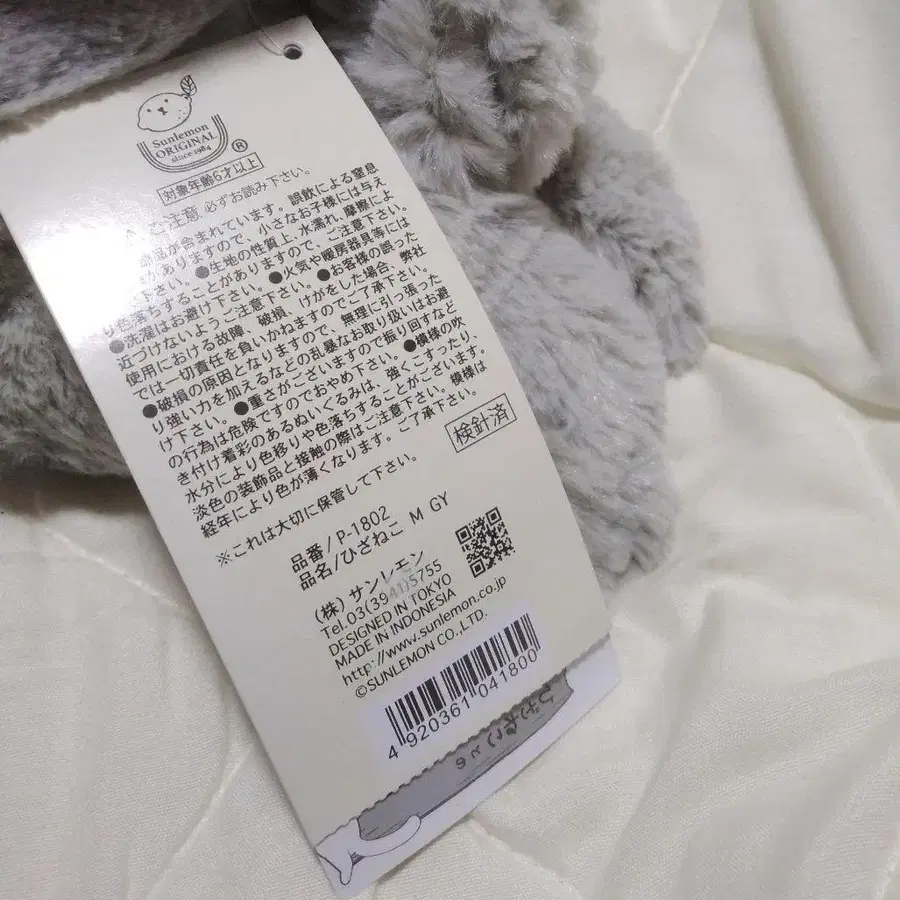 Sunlemon
ORIGINAL
since 1984
®
対象年齢6才以上
ご注意 必ずお読み下さい。
部品が含まれています。誤飲による窒息
がありますので、小さなお子様には与え
下さい。●生地の性質上、水濡れ、摩擦によ
り色落ちすることがありますので、ご注意下さい。
●洗濯はお避け下さい。●火気や暖房器具等には
近づけないようご注意下さい。●お客様の誤った
使用における故障、破損、けがをした場合、弊社
では一切責任を負いかねますのでご了承下さい。
●破損の原因となりますので、無理に引っ張った
り強い力を加えるなどの乱暴なお取り扱いはお避
け下さい。●重さがございますので振り回すなど
の行為は危険ですのでおやめ下さい。●模様の吹
き付け着彩のあるぬいぐるみは、強くこすったり、
水分により色移りや色落ちすることがございます。
淡色の装飾品と接触の際はご注意下さい。模様は
経年により色が薄くなります。ご了承下さい。
※これは大切に保管して下さい。
検針済
品番/P-1802
品名/ひざねこ M GY
(株) サンレモン
Tel.03(3941)5755
DESIGNED IN TOKYO
MADE IN INDONESIA
http://www.sunlemon.co.jp
©SUNLEMON CO.,LTD.
4 920361 041800
ひざねことの